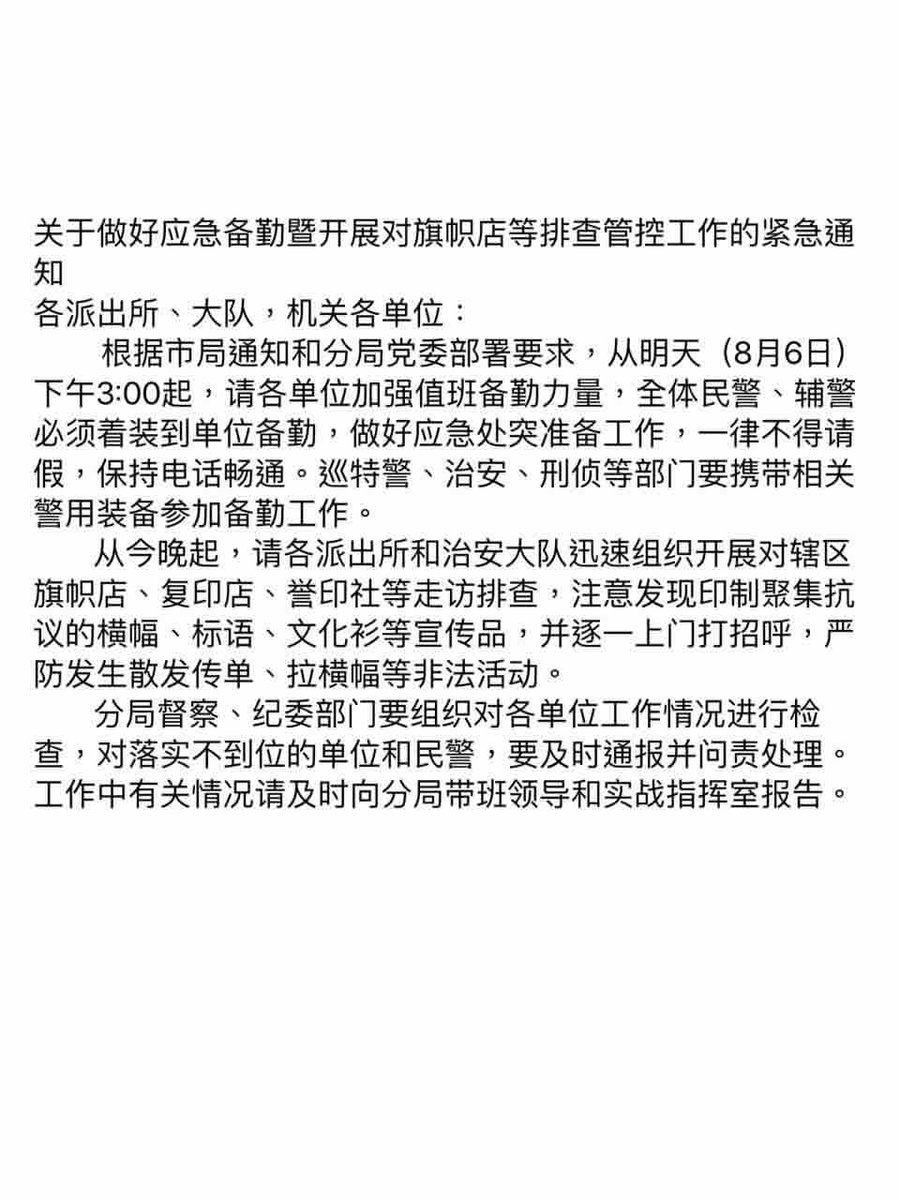 关于做好应急备勤暨开展对旗帜店等排查管控工作的紧急通
知
各派出所、大队，机关各单位：
根据市局通知和分局党委部署要求，从明天（8月6日）
下午3:00起，请各单位加强值班备勤力量，全体民警、辅警
必须着装到单位备勤，做好应急处突准备工作，一律不得请
假，保持电话畅通。巡特警、治安、刑侦等部门要携带相关
警用装备参加备勤工作。
从今晚起，请各派出所和治安大队迅速组织开展对辖区
旗帜店、复印店、誉印社等走访排查，注意发现印制聚集抗
议的横幅、标语、文化衫等宣传品，并逐一上门打招呼，严
防发生散发传单、拉横幅等非法活动。
分局督察、纪委部门要组织对各单位工作情况进行检
查，对落实不到位的单位和民警，要及时通报并问责处理。
工作中有关情况请及时向分局带班领导和实战指挥室报告。